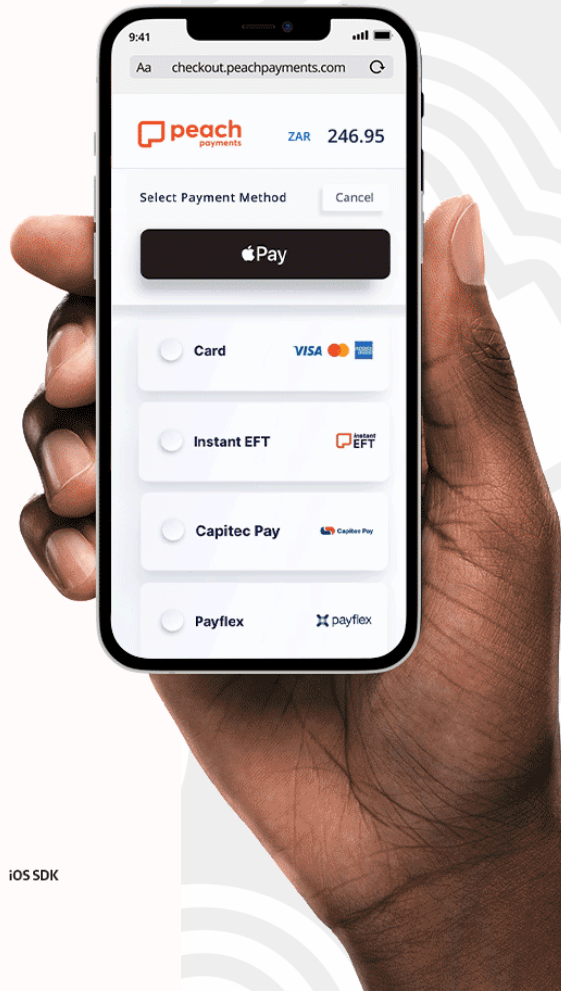 9:41
Aa checkout.peachpayments.com
peach
payments
ZAR 246.95
Select Payment Method Cancel
Pay
Card VISA
Instant EFT instant EFT
Capitec Pay Capitec Pay
Payflex payflex
iOS SDK